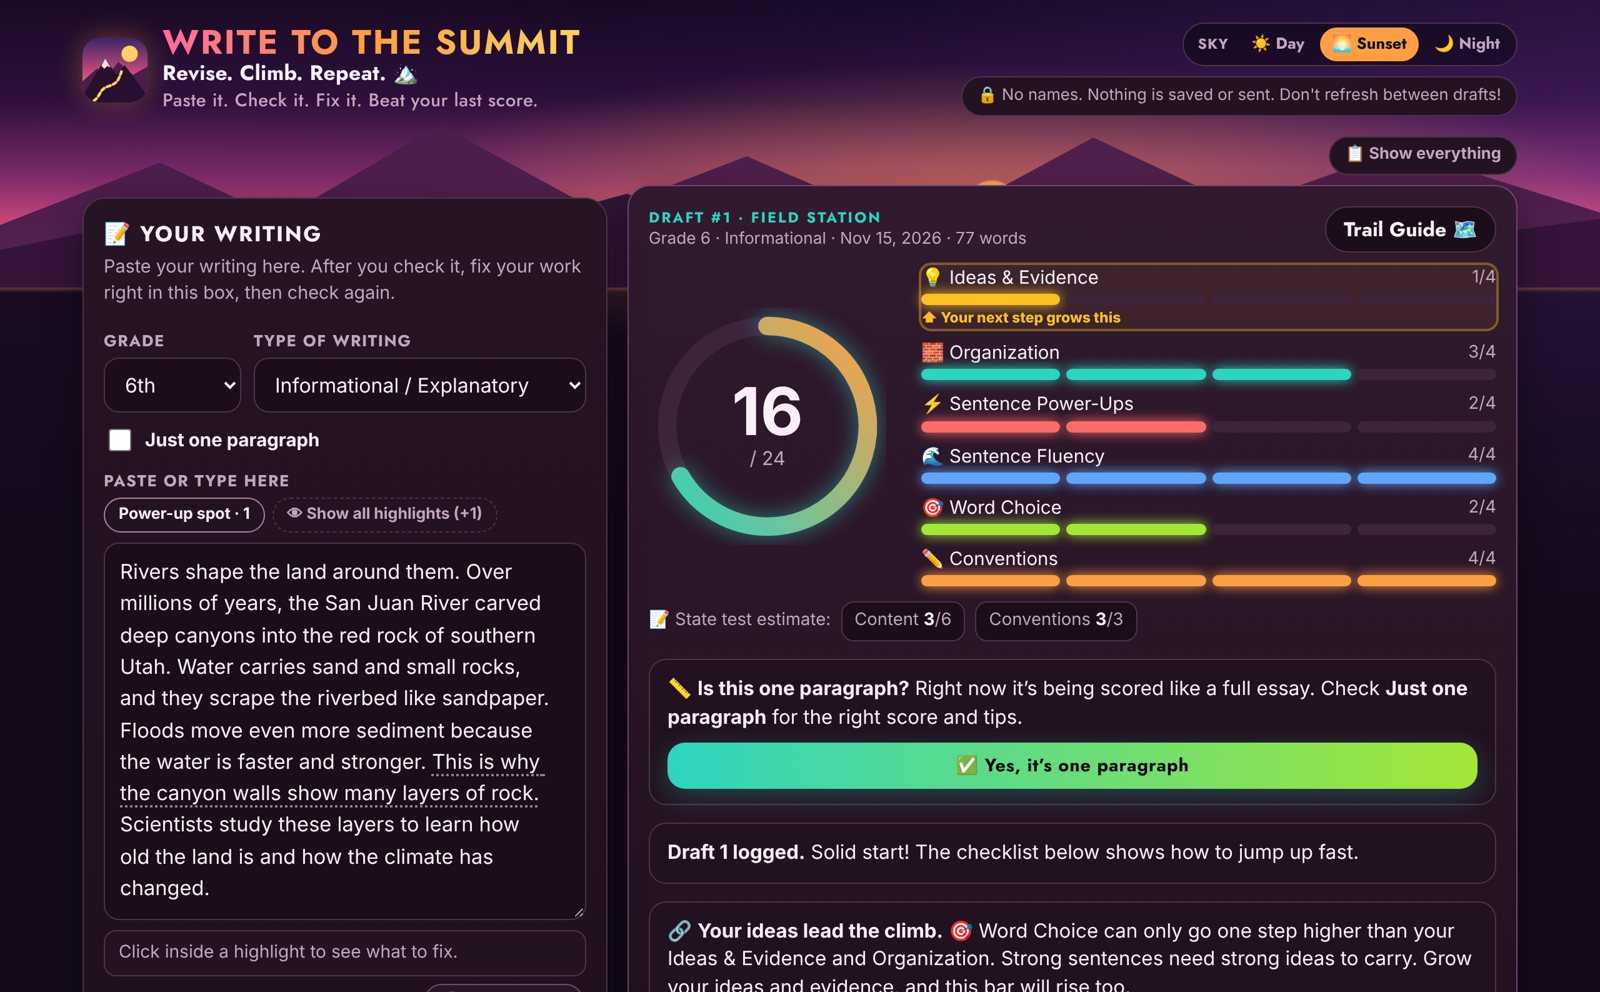 WRITE TO THE SUMMIT
Revise. Climb. Repeat. 🏔️
Paste it. Check it. Fix it. Beat your last score.
SKY ☀️ Day 🌅 Sunset 🌙 Night
🔒 No names. Nothing is saved or sent. Don't refresh between drafts!
📋 Show everything
📝 YOUR WRITING
Paste your writing here. After you check it, fix your work
right in this box, then check again.
GRADE TYPE OF WRITING
6th Informational / Explanatory
Just one paragraph
PASTE OR TYPE HERE
Power-up spot · 1 👁 Show all highlights (+1)
Rivers shape the land around them. Over
millions of years, the San Juan River carved
deep canyons into the red rock of southern
Utah. Water carries sand and small rocks,
and they scrape the riverbed like sandpaper.
Floods move even more sediment because
the water is faster and stronger. This is why
the canyon walls show many layers of rock.
Scientists study these layers to learn how
old the land is and how the climate has
changed.
Click inside a highlight to see what to fix.
DRAFT #1 · FIELD STATION
Grade 6 · Informational · Nov 15, 2026 · 77 words
Trail Guide 🗺️
16
/ 24
💡 Ideas & Evidence 1/4
⬆ Your next step grows this
🧱 Organization 3/4
⚡ Sentence Power-Ups 2/4
🌊 Sentence Fluency 4/4
🎯 Word Choice 2/4
✏️ Conventions 4/4
📝 State test estimate: Content 3/6 Conventions 3/3
📏 Is this one paragraph? Right now it’s being scored like a full essay. Check Just one
paragraph for the right score and tips.
✅ Yes, it’s one paragraph
Draft 1 logged. Solid start! The checklist below shows how to jump up fast.
🔗 Your ideas lead the climb. 🎯 Word Choice can only go one step higher than your
Ideas & Evidence and Organization. Strong sentences need strong ideas to carry. Grow
your ideas and evidence, and this bar will rise too.